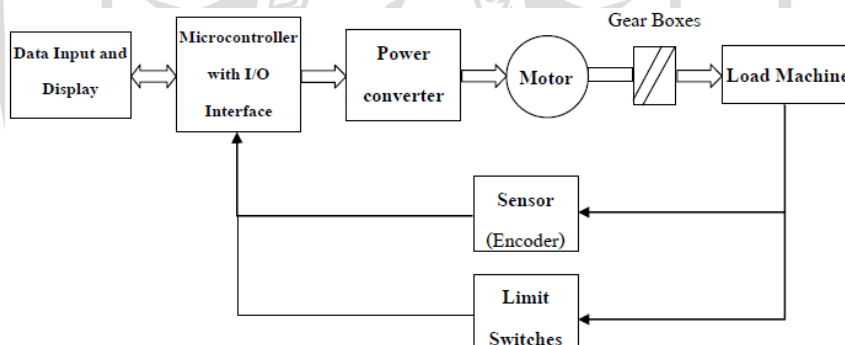 Gear Boxes
Data Input and
Display
Microcontroller
with I/O
Interface
Power
converter
Motor
Load Machine
Sensor
(Encoder)
Limit
Switches